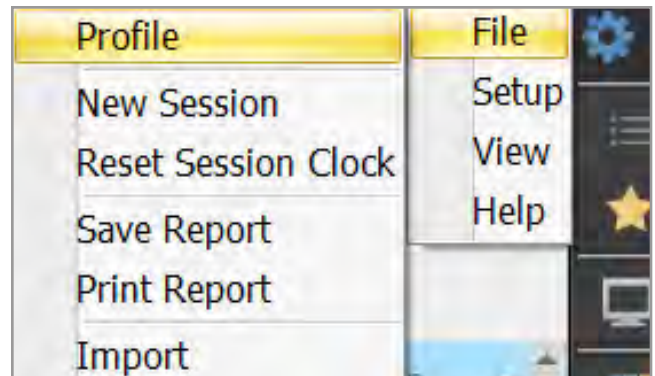 Profile
New Session
Reset Session Clock
Save Report
Print Report
Import
File
Setup
View
Help